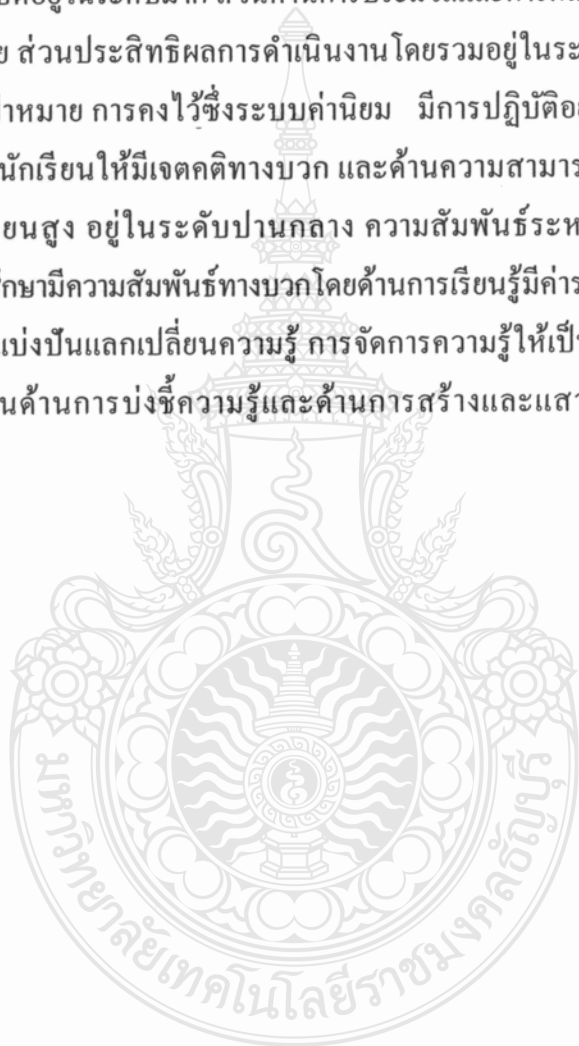 อยู่ในระดับมาก
ส่วนประสิทธิผลการดำเนินงานโดยรวมอยู่ในระ
การคงไว้ซึ่งระบบค่านิยม มีการปฏิบัติอ
นักเรียนให้มีเจตคติทางบวก และด้านความสามาร
ยนสูง อยู่ในระดับปานกลาง ความสัมพันธ์ระห
ึกษามีความสัมพันธ์ทางบวกโดยด้านการเรียนรู้มีค่าร
แบ่งปันแลกเปลี่ยนความรู้ การจัดการความรู้ให้เป็
นด้านการบ่งชี้ความรู้และด้านการสร้างและแสว
มหาวิทยาลัยเทคโนโลยีราชมงคลธัญบุรี